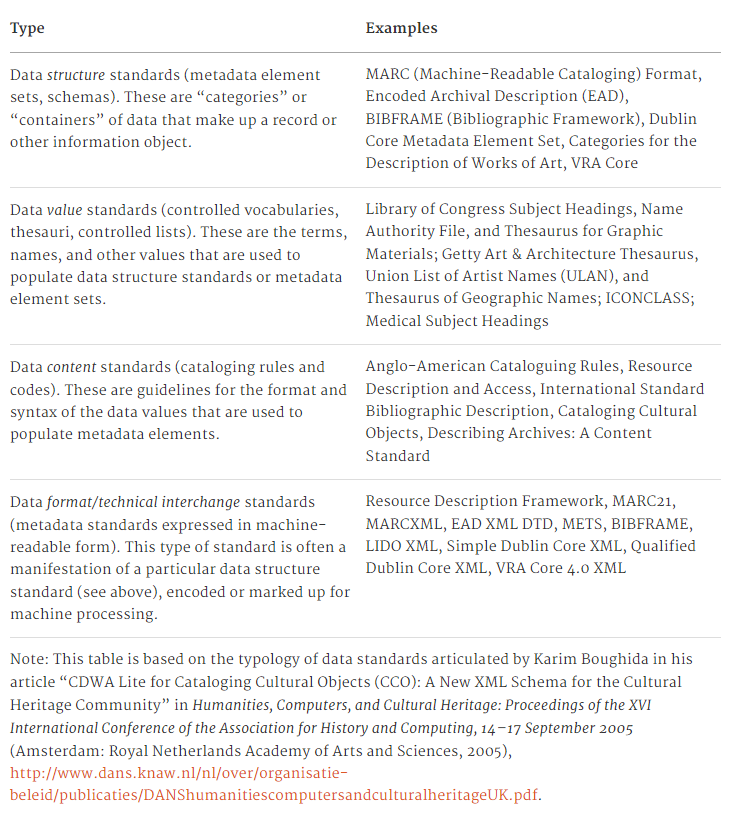 Type
Examples
Data structure standards (metadata element
sets, schemas). These are “categories” or
“containers” of data that make up a record or
other information object.
MARC (Machine-Readable Cataloging) Format,
Encoded Archival Description (EAD),
BIBFRAME (Bibliographic Framework), Dublin
Core Metadata Element Set, Categories for the
Description of Works of Art, VRA Core
Data value standards (controlled vocabularies,
thesauri, controlled lists). These are the terms,
names, and other values that are used to
populate data structure standards or metadata
element sets.
Library of Congress Subject Headings, Name
Authority File, and Thesaurus for Graphic
Materials; Getty Art & Architecture Thesaurus,
Union List of Artist Names (ULAN), and
Thesaurus of Geographic Names; ICONCLASS;
Medical Subject Headings
Data content standards (cataloging rules and
codes). These are guidelines for the format and
syntax of the data values that are used to
populate metadata elements.
Anglo-American Cataloguing Rules, Resource
Description and Access, International Standard
Bibliographic Description, Cataloging Cultural
Objects, Describing Archives: A Content
Standard
Data format/technical interchange standards
(metadata standards expressed in machine-
readable form). This type of standard is often a
manifestation of a particular data structure
standard (see above), encoded or marked up for
machine processing.
Resource Description Framework, MARC21,
MARCXML, EAD XML DTD, METS, BIBFRAME,
LIDO XML, Simple Dublin Core XML, Qualified
Dublin Core XML, VRA Core 4.0 XML
Note: This table is based on the typology of data standards articulated by Karim Boughida in his
article “CDWA Lite for Cataloging Cultural Objects (CCO): A New XML Schema for the Cultural
Heritage Community” in Humanities, Computers, and Cultural Heritage: Proceedings of the XVI
International Conference of the Association for History and Computing, 14–17 September 2005
(Amsterdam: Royal Netherlands Academy of Arts and Sciences, 2005),
http://www.dans.knaw.nl/nl/over/organisatie-
beleid/publicaties/DANShumanitiescomputersandculturalheritageUK.pdf.